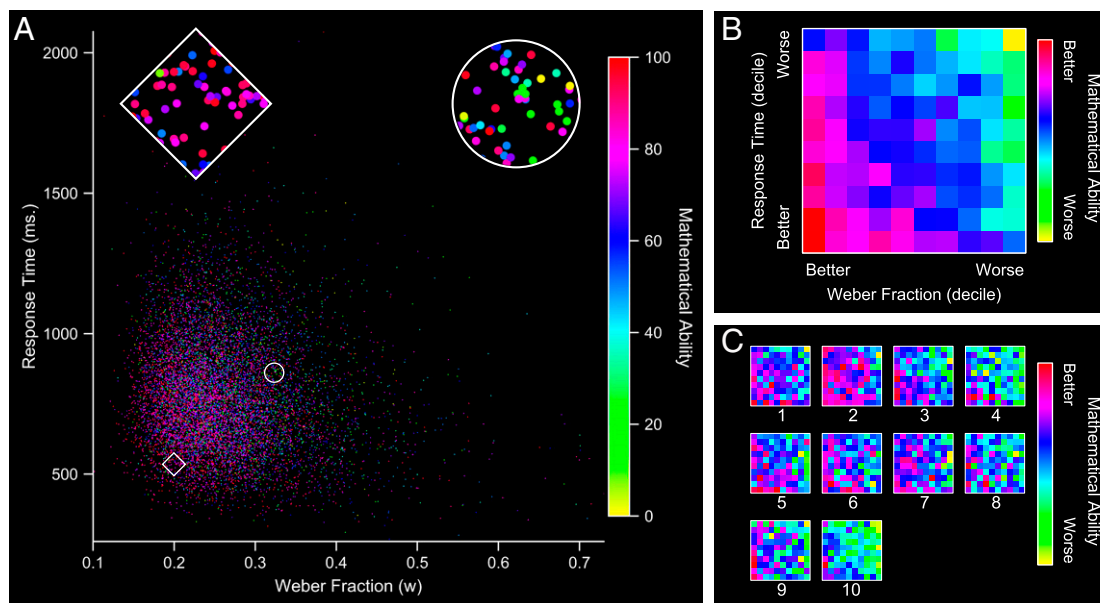 A
2000
1500
1000
500
Response Time (ms.)
0.1
0.2
0.3
0.4
0.5
0.6
0.7
Weber Fraction (w)
100
80
60
40
20
0
Mathematical Ability
B
Worse
Response Time (decile)
Better
Better
Worse
Weber Fraction (decile)
Better
Worse
Mathematical Ability
C
1
2
3
4
5
6
7
8
9
10
Better
Worse
Mathematical Ability